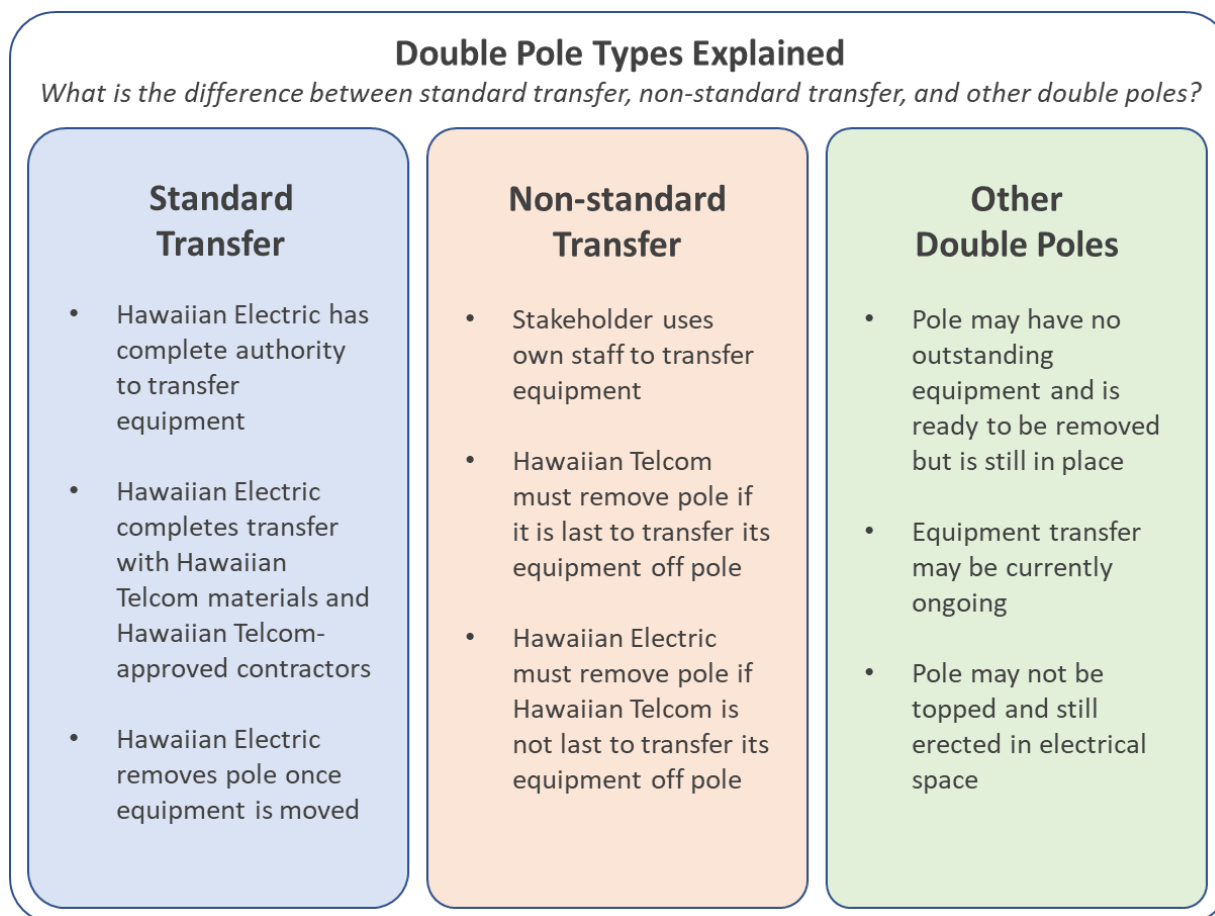 Double Pole Types Explained
What is the difference between standard transfer, non-standard transfer, and other double poles?
Standard
Transfer
• Hawaiian Electric has
complete authority
to transfer
equipment
• Hawaiian Electric
completes transfer
with Hawaiian
Telcom materials and
Hawaiian Telcom-
approved contractors
• Hawaiian Electric
removes pole once
equipment is moved
Non-standard
Transfer
• Stakeholder uses
own staff to transfer
equipment
• Hawaiian Telcom
must remove pole if
it is last to transfer its
equipment off pole
• Hawaiian Electric
must remove pole if
Hawaiian Telcom is
not last to transfer its
equipment off pole
Other
Double Poles
• Pole may have no
outstanding
equipment and is
ready to be removed
but is still in place
• Equipment transfer
may be currently
ongoing
• Pole may not be
topped and still
erected in electrical
space